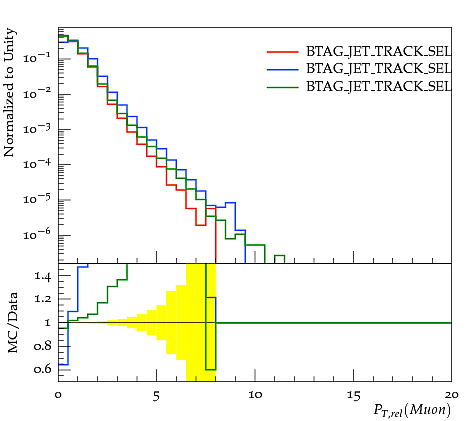 Normalized to Unity
10⁻¹
10⁻²
10⁻³
10⁻⁴
10⁻⁵
10⁻⁶
BTAG_JET_TRACK_SEL
BTAG_JET_TRACK_SEL
BTAG_JET_TRACK_SEL
MC/Data
1.4
1.2
1
0.8
0.6
0 5 10 15 20
P_{T,rel}(Muon)